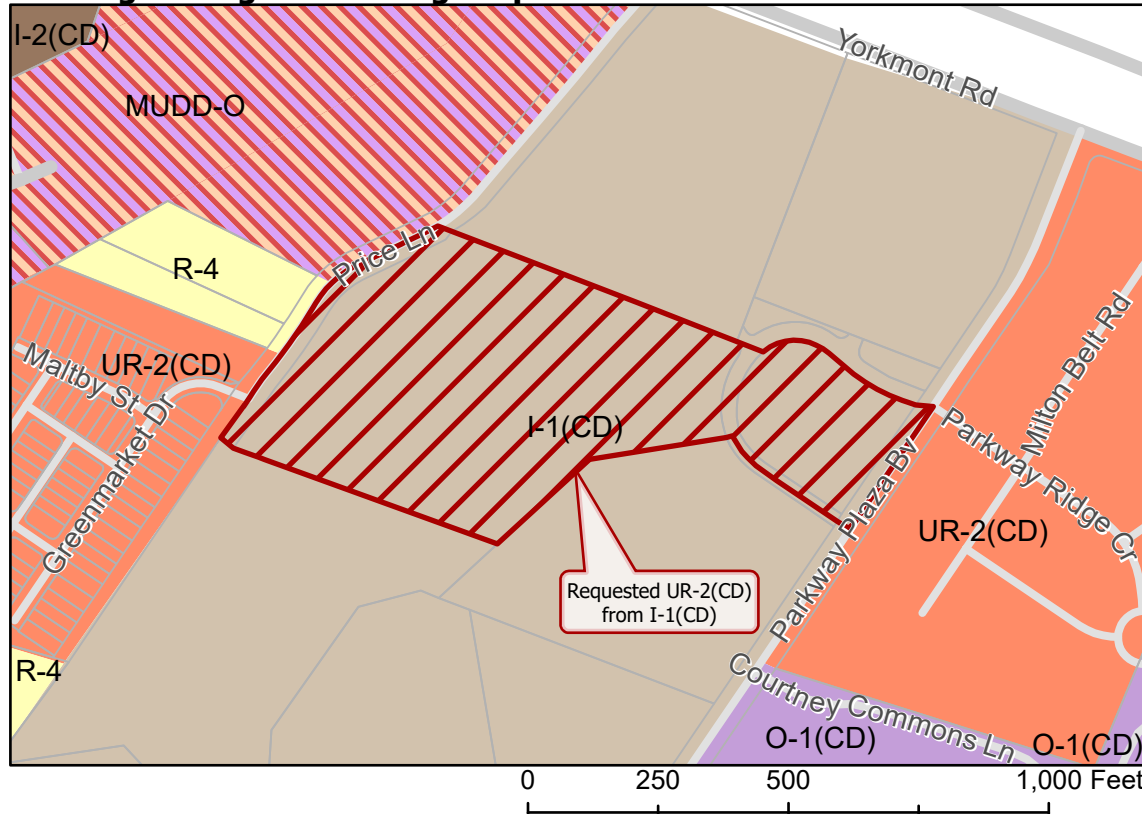 I-2(CD)
Yorkmont Rd
MUDD-O
Price Ln
R-4
UR-2(CD)
Maltby St
Greenmarket Dr
I-1(CD)
Milton Belt Rd
Parkway Ridge Cr
Parkway Plaza Bv
UR-2(CD)
Requested UR-2(CD)
from I-1(CD)
R-4
Courtney Commons Ln
O-1(CD)
O-1(CD)
0 250 500 1,000 Feet